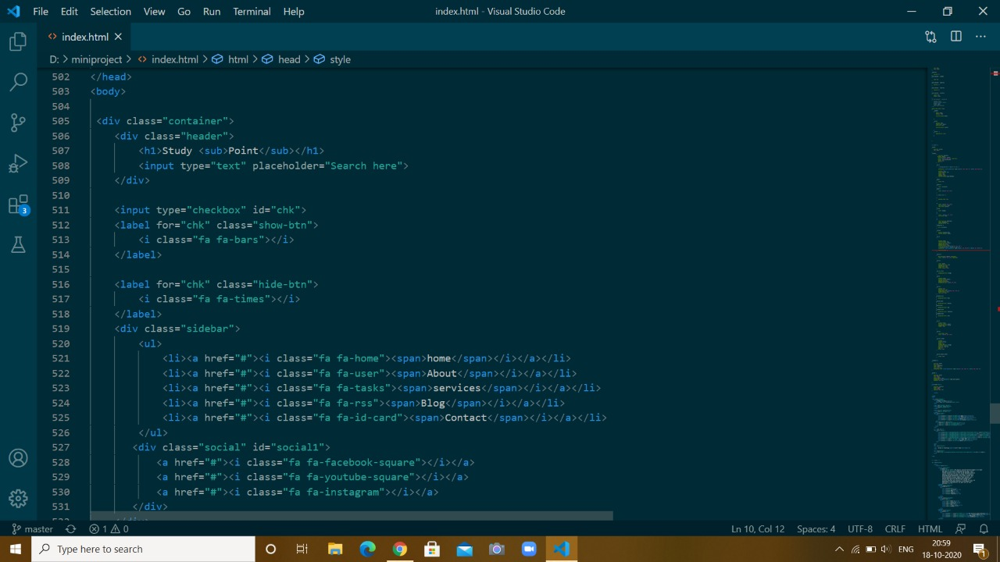 File Edit Selection View Go Run Terminal Help index.html - Visual Studio Code
index.html
D: > miniproject > index.html > html > head > style
502 </head>
503 <body>
504
505 <div class="container">
506 <div class="header">
507 <h1>Study <sub>Point</sub></h1>
508 <input type="text" placeholder="Search here">
509 </div>
510
511 <input type="checkbox" id="chk">
512 <label for="chk" class="show-btn">
513 <i class="fa fa-bars"></i>
514 </label>
515
516 <label for="chk" class="hide-btn">
517 <i class="fa fa-times"></i>
518 </label>
519 <div class="sidebar">
520 <ul>
521 <li><a href="#"><i class="fa fa-home"><span>home</span></i></a></li>
522 <li><a href="#"><i class="fa fa-user"><span>About</span></i></a></li>
523 <li><a href="#"><i class="fa fa-tasks"><span>services</span></i></a></li>
524 <li><a href="#"><i class="fa fa-rss"><span>Blog</span></i></a></li>
525 <li><a href="#"><i class="fa fa-id-card"><span>Contact</span></i></a></li>
526 </ul>
527 <div class="social" id="social1">
528 <a href="#"><i class="fa fa-facebook-square"></i></a>
529 <a href="#"><i class="fa fa-youtube-square"></i></a>
530 <a href="#"><i class="fa fa-instagram"></i></a>
531 </div>
532 </div>
3
master 1 0 Ln 10, Col 12 Spaces: 4 UTF-8 CRLF HTML
Type here to search ENG 20:59
18-10-2020 1